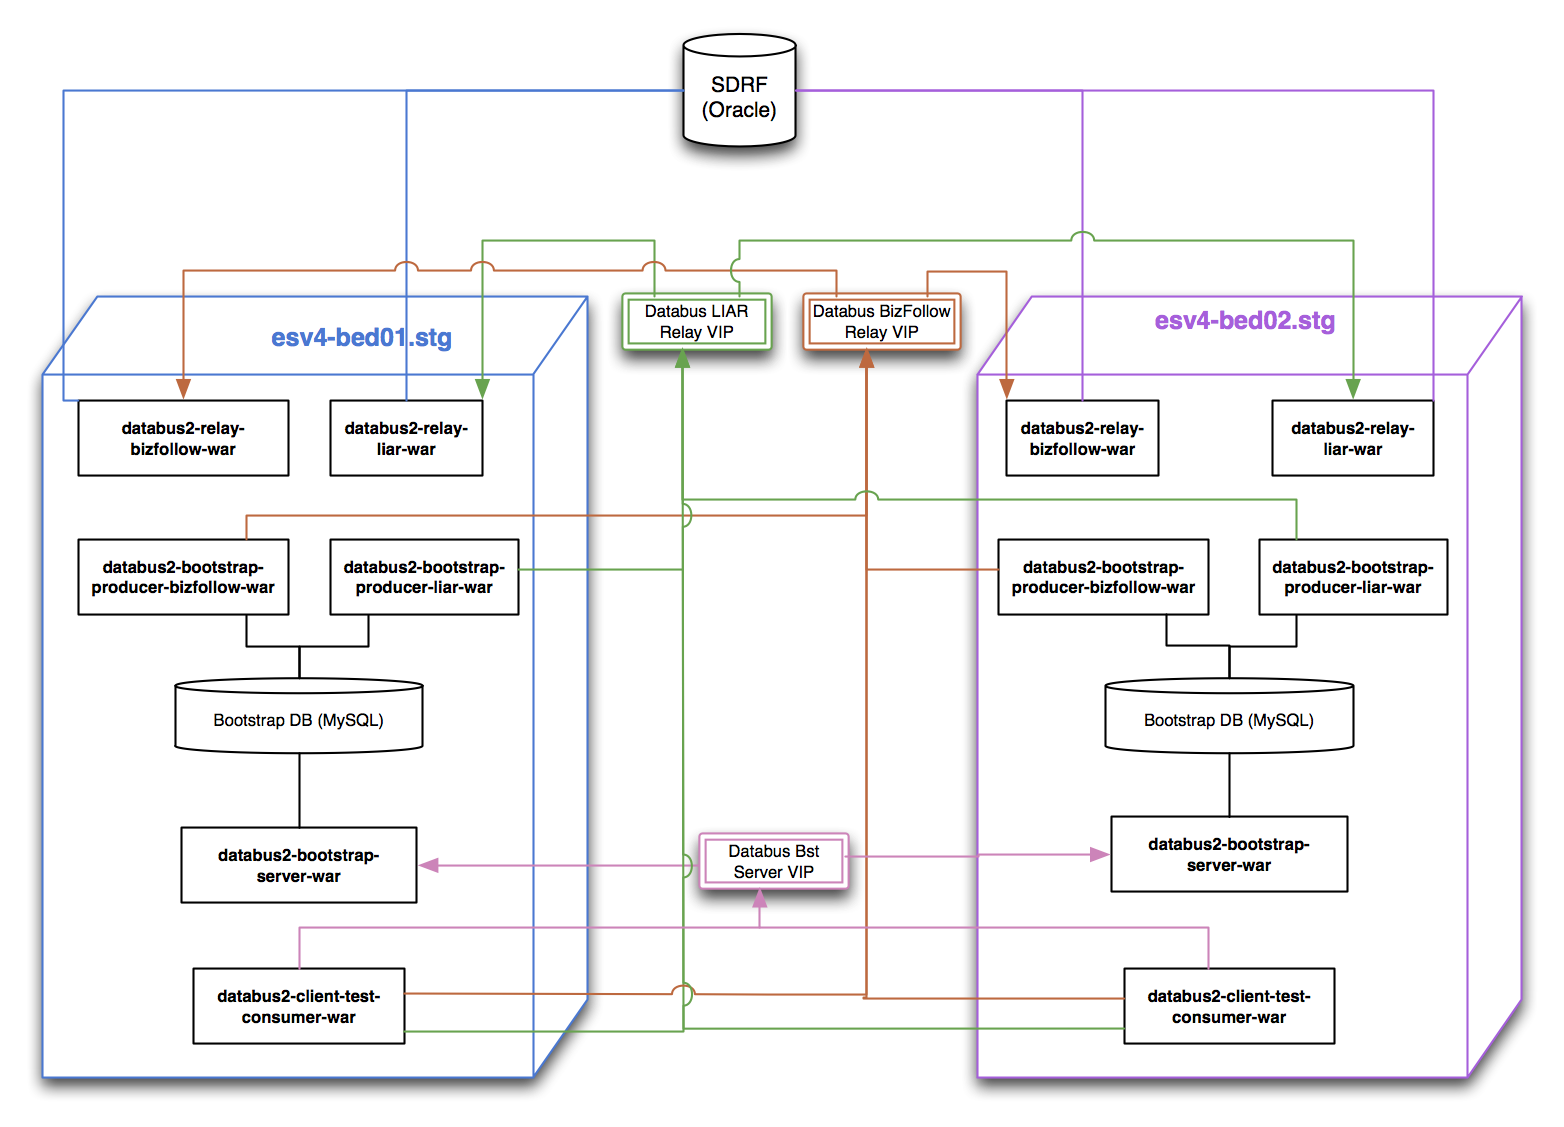 SDRF
(Oracle)
Databus LIAR
Relay VIP
Databus BizFollow
Relay VIP
esv4-bed01.stg
esv4-bed02.stg
databus2-relay-
bizfollow-war
databus2-relay-
liar-war
databus2-relay-
bizfollow-war
databus2-relay-
liar-war
databus2-bootstrap-
producer-bizfollow-war
databus2-bootstrap-
producer-liar-war
databus2-bootstrap-
producer-bizfollow-war
databus2-bootstrap-
producer-liar-war
Bootstrap DB (MySQL)
Bootstrap DB (MySQL)
databus2-bootstrap-
server-war
Databus Bst
Server VIP
databus2-bootstrap-
server-war
databus2-client-test-
consumer-war
databus2-client-test-
consumer-war